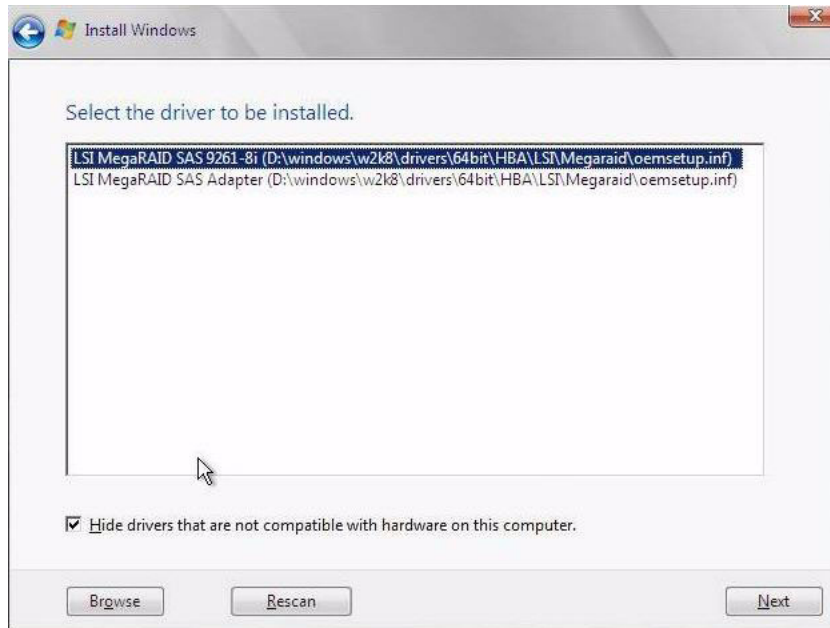 Install Windows
Select the driver to be installed.
LSI MegaRAID SAS 9261-8i (D:\windows\w2k8\drivers\64bit\HBA\LSI\Megaraid\oemsetup.inf)
LSI MegaRAID SAS Adapter (D:\windows\w2k8\drivers\64bit\HBA\LSI\Megaraid\oemsetup.inf)
Hide drivers that are not compatible with hardware on this computer.
Browse Rescan Next